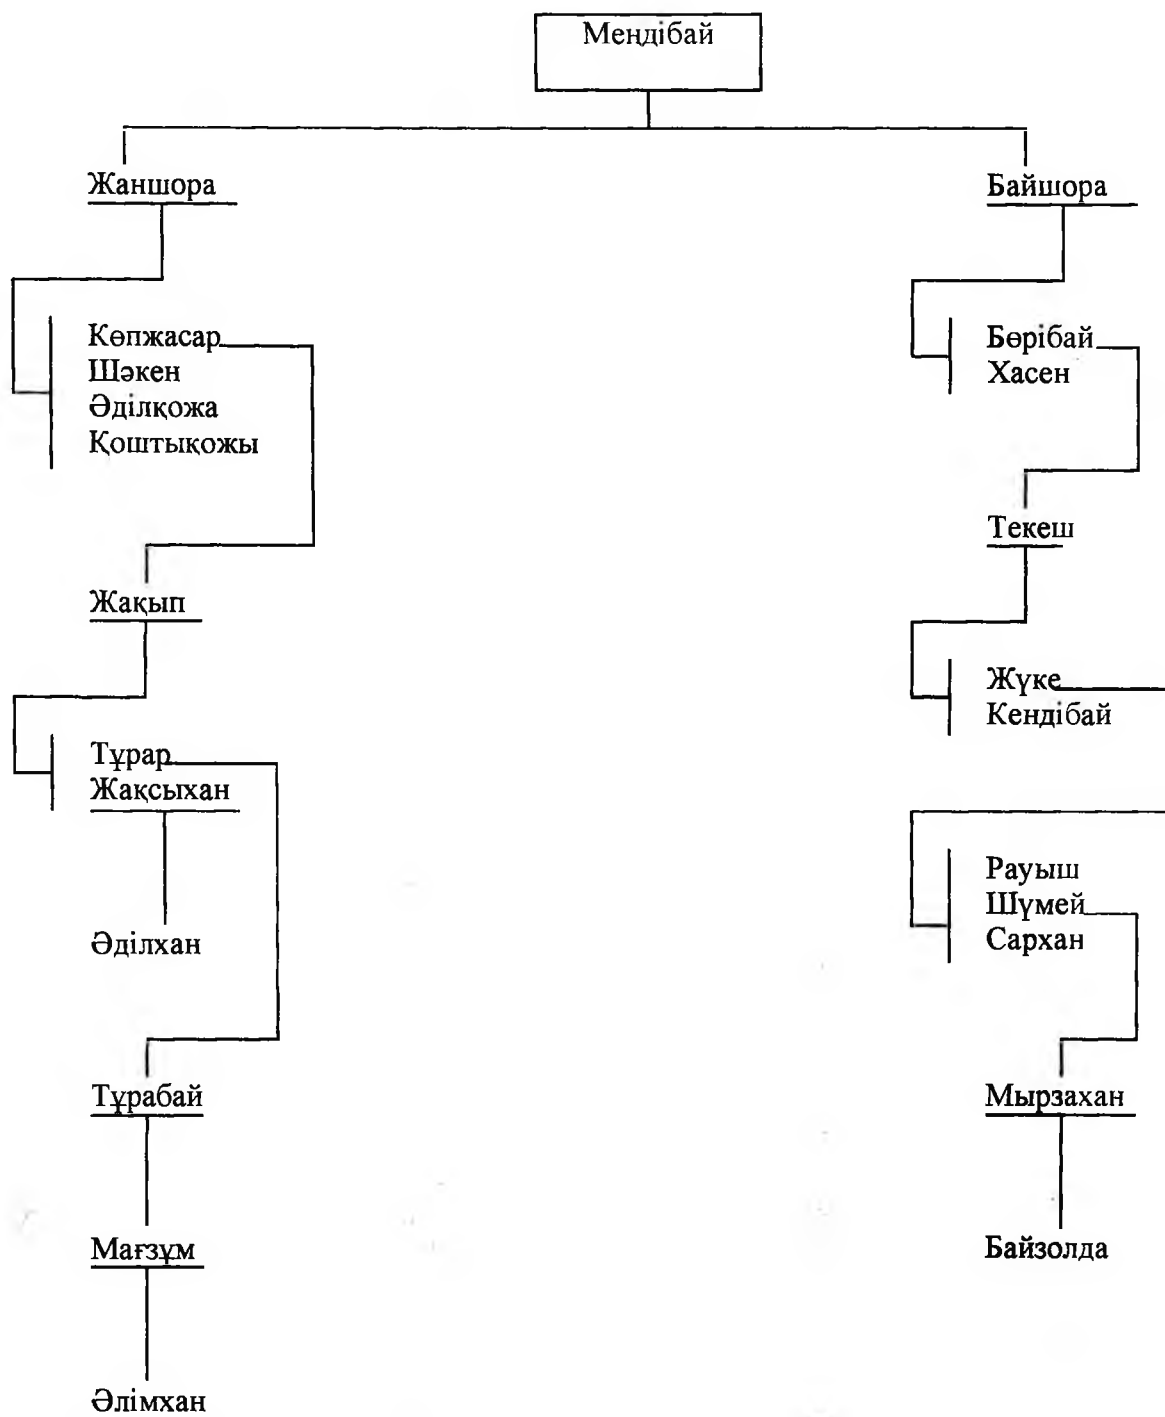 Меңдібай
Жаншора
Байшора
Көпжасар
Шәкен
Әділқожа
Қоштықожы
Бөрібай
Хасен
Текеш
Жақып
Жүке
Кендібай
Тұрар
Жақсыхан
Рауыш
Шүмей
Сархан
Әділхан
Тұрабай
Мырзахан
Мағзұм
Байзолда
Әлімхан